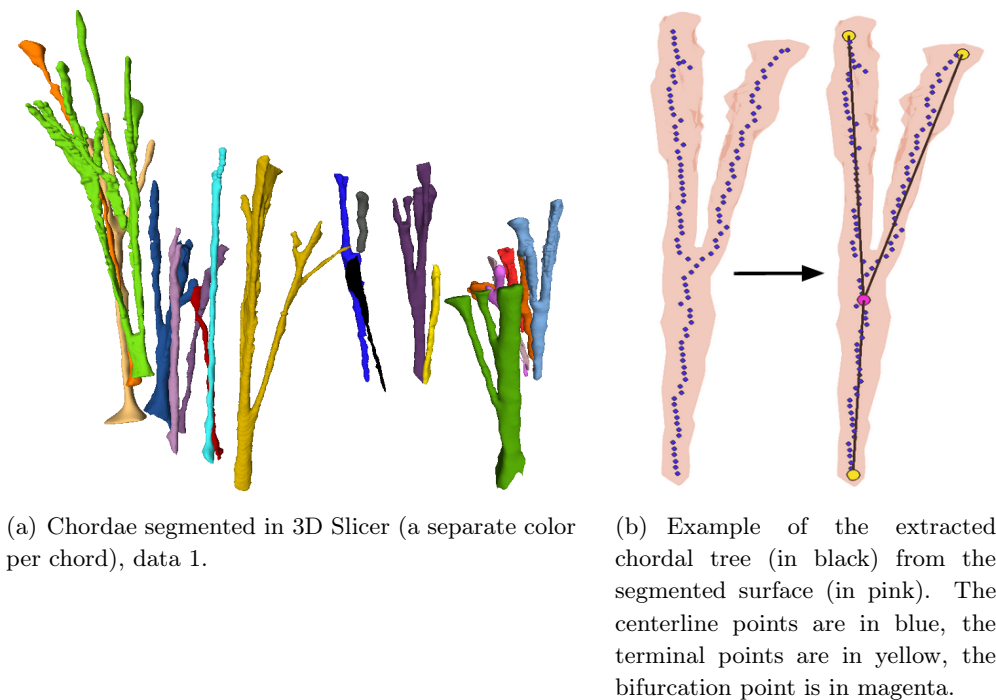 (a) Chordae segmented in 3D Slicer (a separate color
per chord), data 1.
(b) Example of the extracted
chordal tree (in black) from the
segmented surface (in pink). The
centerline points are in blue, the
terminal points are in yellow, the
bifurcation point is in magenta.